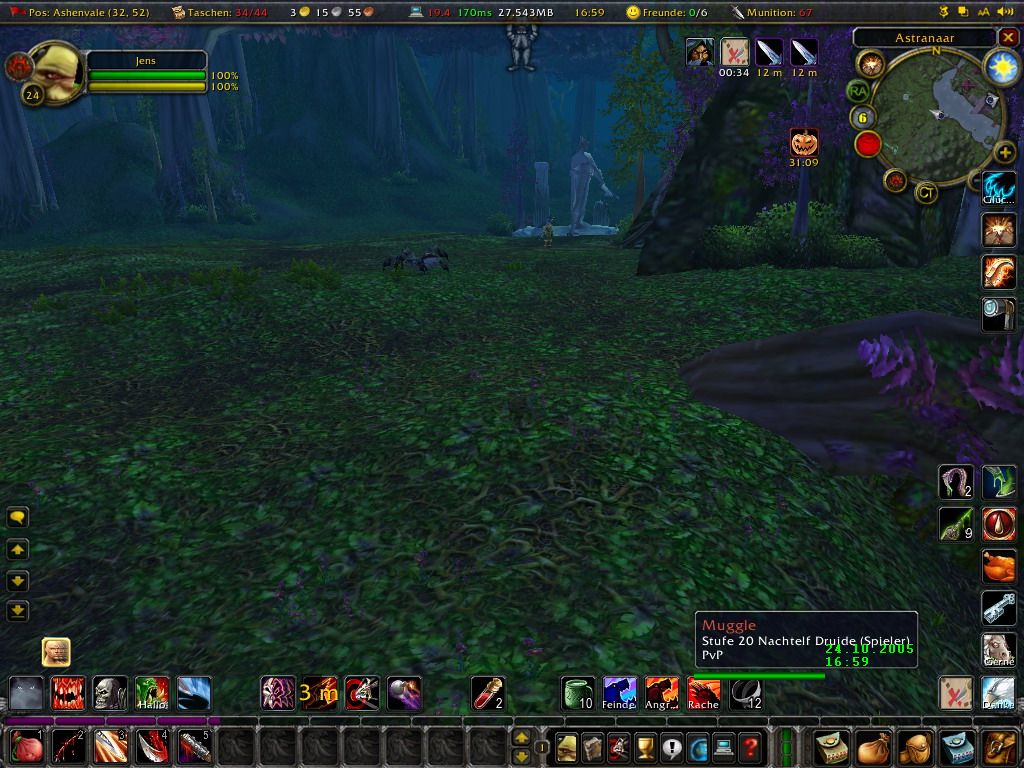 Pos: Ashenvale (32, 52) Taschen: 34/44 3 15 55 19.4 170ms 27.543MB 16:59 Freunde: 0/6 Munition: 67
Astranaar
N
Jens
100%
100%
24
00:34 12 m 12 m
RA
6
31:09
CT
2
9
Muggle
Stufe 20 Nachtelf Druide (Spieler)
PvP
24.10.2005
16:59
Gerne
Hallo!
3 m
2
10
Feinde
Angr...
Rache
12
Danke
1 2 3 4 5
1